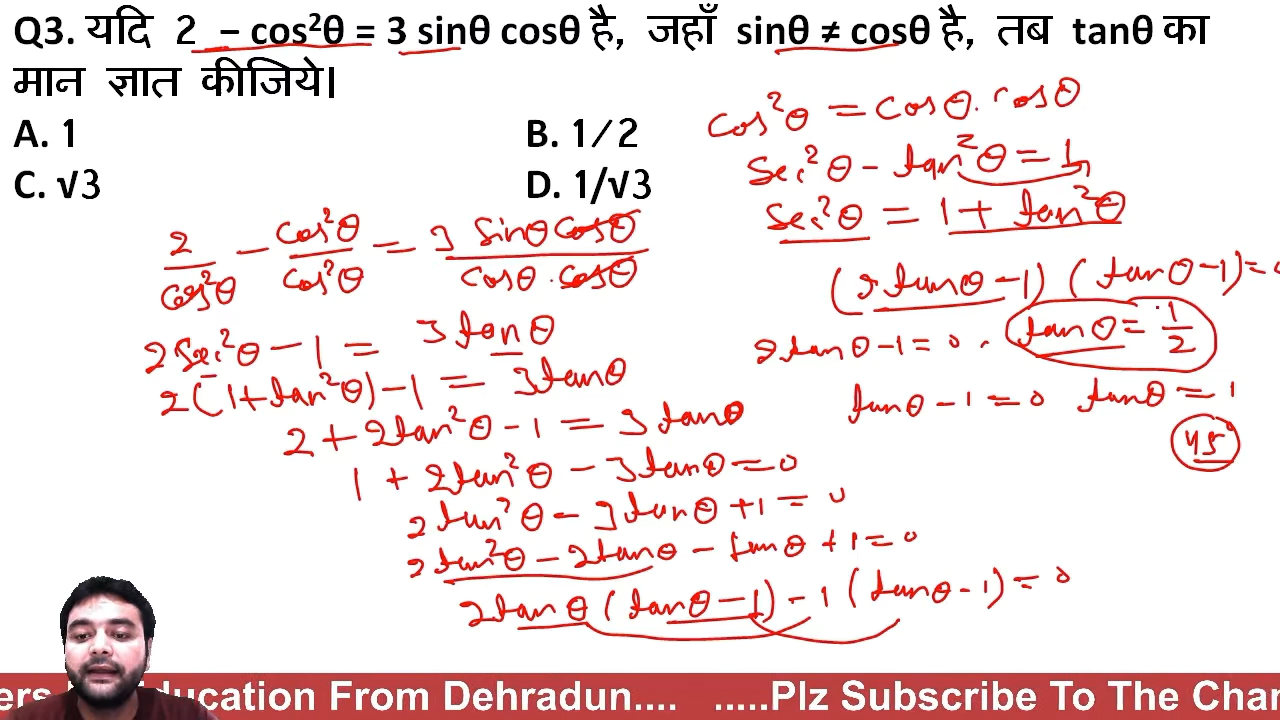 Q3. यदि 2 – cos²θ = 3 sinθ cosθ है, जहाँ sinθ ≠ cosθ है, तब tanθ का
मान ज्ञात कीजिये।
A. 1 B. 1/2
C. √3 D. 1/√3
cos²θ = cosθ. cosθ
sec²θ - tan²θ = 1
sec²θ = 1 + tan²θ
2/cos²θ - cos²θ/cos²θ = 3 sinθ cosθ/cosθ . cosθ
2sec²θ - 1 = 3 tanθ
2(1+tan²θ) - 1 = 3tanθ
2 + 2tan²θ - 1 = 3 tanθ
1 + 2tan²θ - 3tanθ = 0
2tan²θ - 3tanθ + 1 = 0
2tan²θ - 2tanθ - tanθ + 1 = 0
2tanθ (tanθ - 1) - 1 (tanθ - 1) = 0
(2tanθ - 1) (tanθ - 1) = 0
2tanθ - 1 = 0 . tanθ = 1/2
tanθ - 1 = 0 tanθ = 1
45°
Education From Dehradun.... .....Plz Subscribe To The